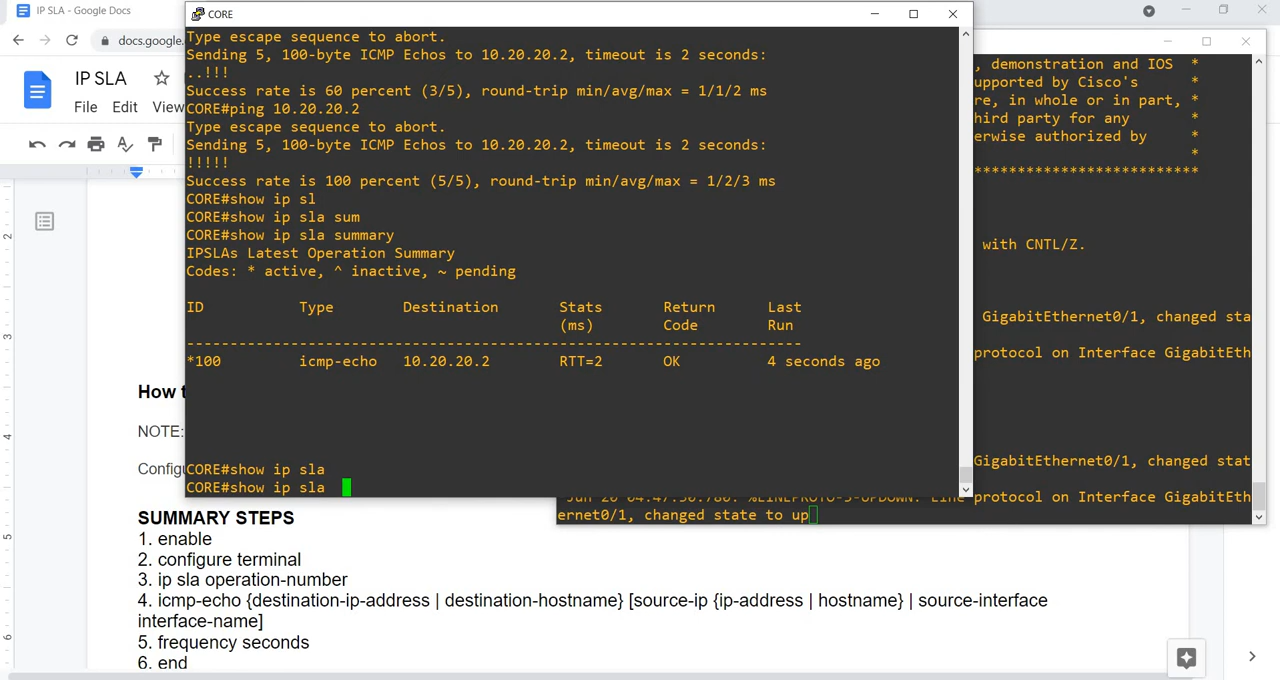 IP SLA - Google Docs
docs.google.
IP SLA
File Edit View
CORE
Type escape sequence to abort.
Sending 5, 100-byte ICMP Echos to 10.20.20.2, timeout is 2 seconds:
..!!!
Success rate is 60 percent (3/5), round-trip min/avg/max = 1/1/2 ms
CORE#ping 10.20.20.2
Type escape sequence to abort.
Sending 5, 100-byte ICMP Echos to 10.20.20.2, timeout is 2 seconds:
!!!!!
Success rate is 100 percent (5/5), round-trip min/avg/max = 1/2/3 ms
CORE#show ip sl
CORE#show ip sla sum
CORE#show ip sla summary
IPSLAs Latest Operation Summary
Codes: * active, ^ inactive, ~ pending
ID Type Destination Stats Return Last
(ms) Code Run
-----------------------------------------------------------------------
*100 icmp-echo 10.20.20.2 RTT=2 OK 4 seconds ago
CORE#show ip sla
CORE#show ip sla
, demonstration and IOS *
upported by Cisco's *
re, in whole or in part, *
hird party for any *
erwise authorized by *
*
**************************
with CNTL/Z.
GigabitEthernet0/1, changed sta
protocol on Interface GigabitEth
GigabitEthernet0/1, changed stat
protocol on Interface GigabitEth
ernet0/1, changed state to up
2
3
4
5
6
How t
NOTE:
Config
SUMMARY STEPS
1. enable
2. configure terminal
3. ip sla operation-number
4. icmp-echo {destination-ip-address | destination-hostname} [source-ip {ip-address | hostname} | source-interface
interface-name]
5. frequency seconds
6. end